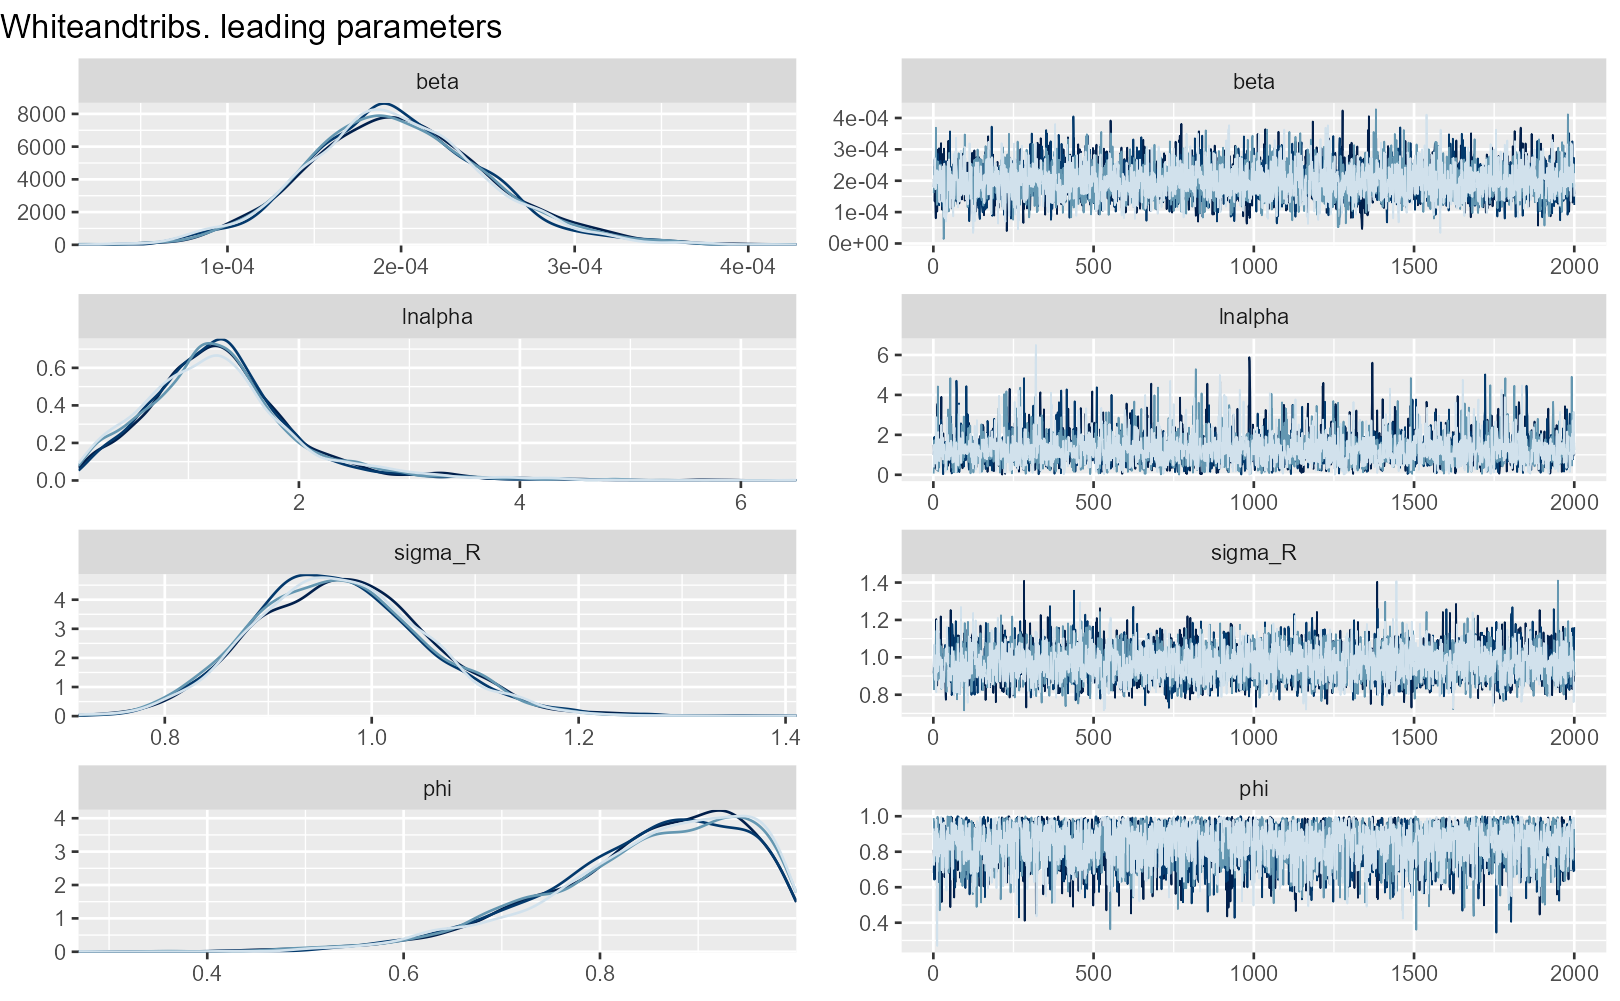 Whiteandtribs. leading parameters
beta
8000
6000
4000
2000
0
1e-04 2e-04 3e-04 4e-04
beta
4e-04
3e-04
2e-04
1e-04
0e+00
0 500 1000 1500 2000
lnalpha
0.6
0.4
0.2
0.0
2 4 6
lnalpha
6
4
2
0
0 500 1000 1500 2000
sigma_R
4
3
2
1
0
0.8 1.0 1.2 1.4
sigma_R
1.4
1.2
1.0
0.8
0 500 1000 1500 2000
phi
4
3
2
1
0
0.4 0.6 0.8
phi
1.0
0.8
0.6
0.4
0 500 1000 1500 2000